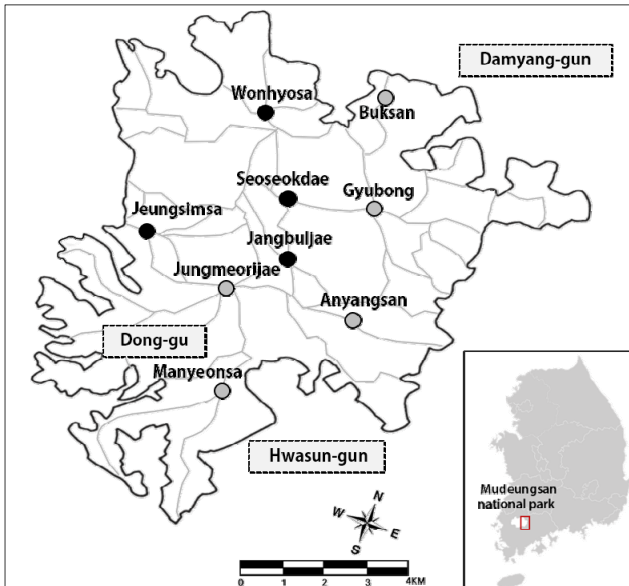 Damyang-gun
Wonhyosa
Buksan
Seoseokdae
Gyubong
Jeungsimsa
Jangbuljae
Jungmeorijae
Anyangsan
Dong-gu
Manyeonsa
Hwasun-gun
Mudeungsan
national park
N
W
E
S
0 1 2 3 4KM